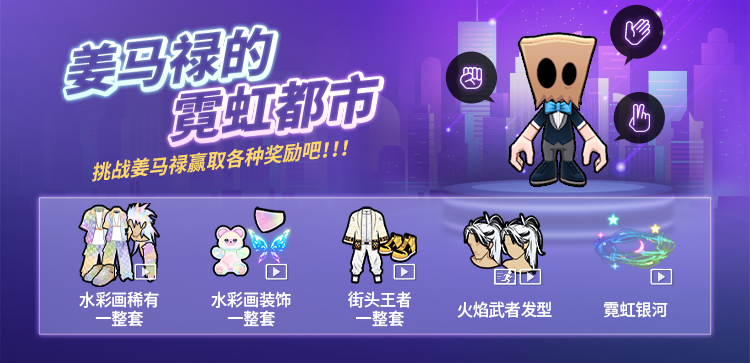 姜马禄的
霓虹都市
挑战姜马禄赢取各种奖励吧!!!
水彩画稀有
一整套
水彩画装饰
一整套
街头王者
一整套
火焰武者发型
霓虹银河